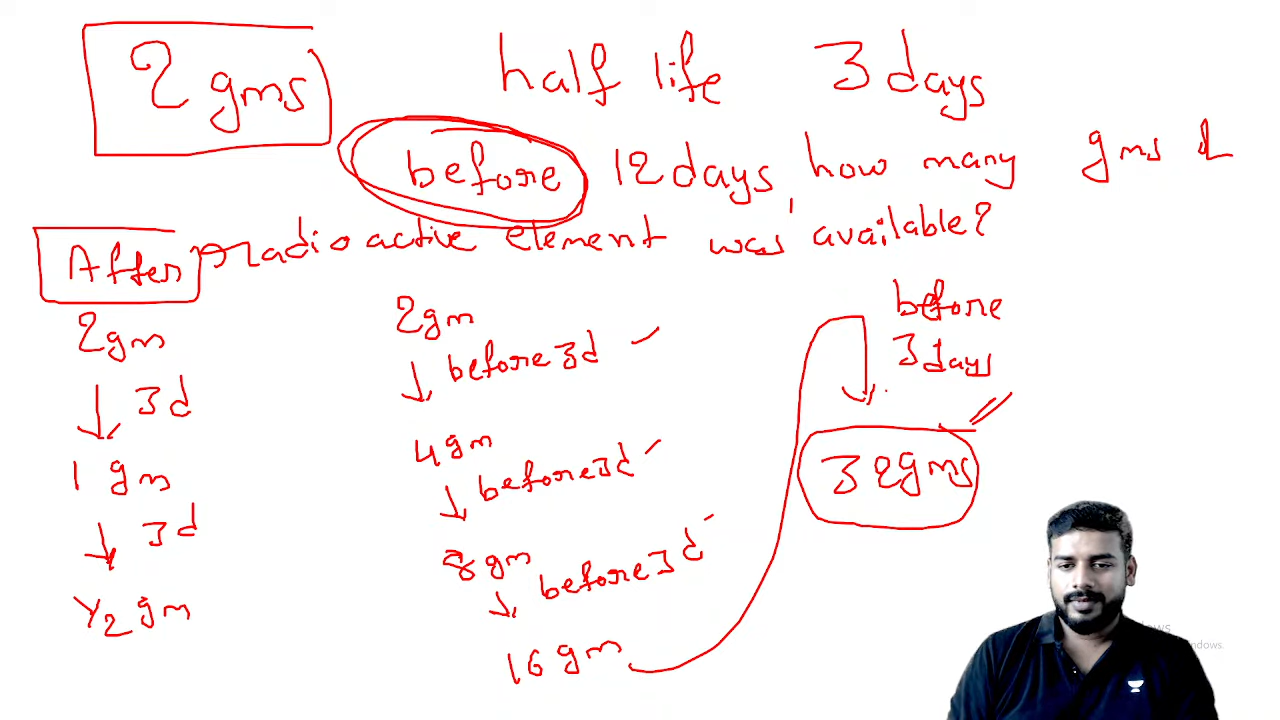 2 gms half life 3 days
before 12 days, how many gms of
radioactive element was available?
After
2gm
3d
1 gm
3d
1/2 gm
2gm
before 3d
4gm
before 3d
8gm
before 3d
16 gm
before
3 days
32gms